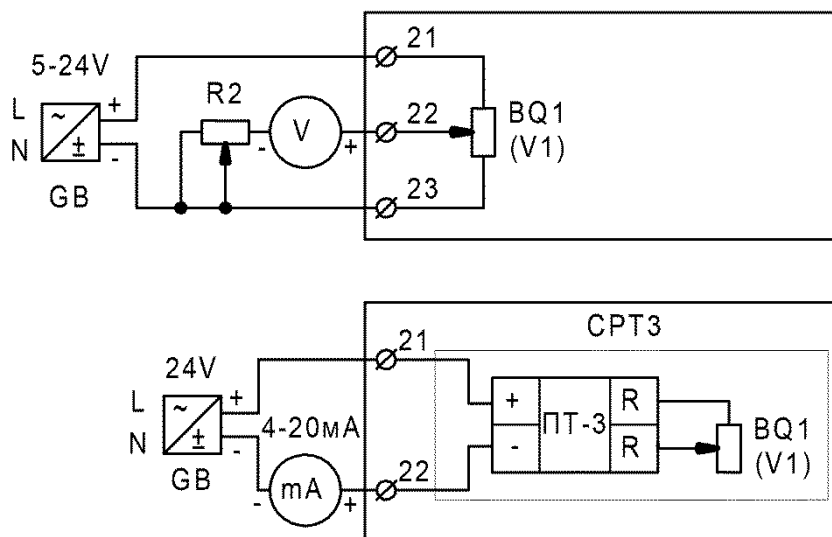 21
5-24V
R2
22
BQ1
(V1)
L
N
~
±
+
-
-
V
+
23
GB
СРТ3
21
24V
L
N
~
±
+
-
4-20мА
+
-
ПТ-3
R
R
BQ1
(V1)
GB
22
-
mA
+